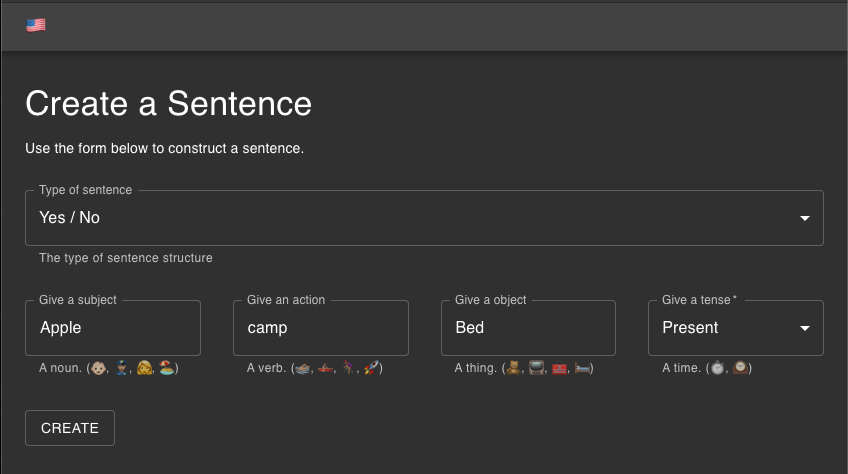 Create a Sentence
Use the form below to construct a sentence.
Type of sentence
Yes / No
The type of sentence structure
Give a subject Give an action Give a object Give a tense *
Apple camp Bed Present
A noun. (👶🏼, 👮🏽‍♂️, 👩, 🏖️) A verb. (🚣, 🛶, 💃, 🚀) A thing. (🧸, 📺, 🧰, 🛏️) A time. (⏱️, 🕰️)
CREATE